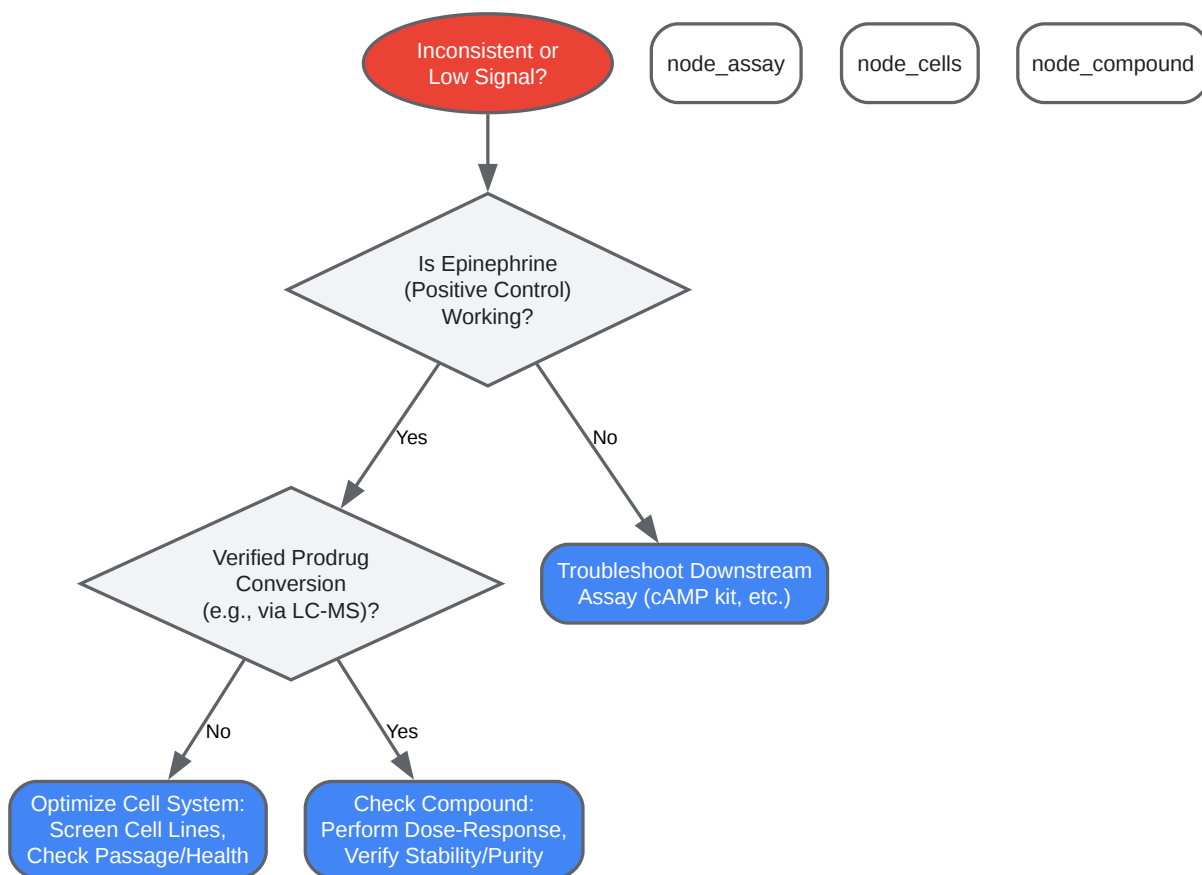 Inconsistent or
Low Signal?
node_assay
node_cells
node_compound
Is Epinephrine
(Positive Control)
Working?
Yes
No
Verified Prodrug
Conversion
(e.g., via LC-MS)?
Troubleshoot Downstream
Assay (cAMP kit, etc.)
No
Yes
Optimize Cell System:
Screen Cell Lines,
Check Passage/Health
Check Compound:
Perform Dose-Response,
Verify Stability/Purity